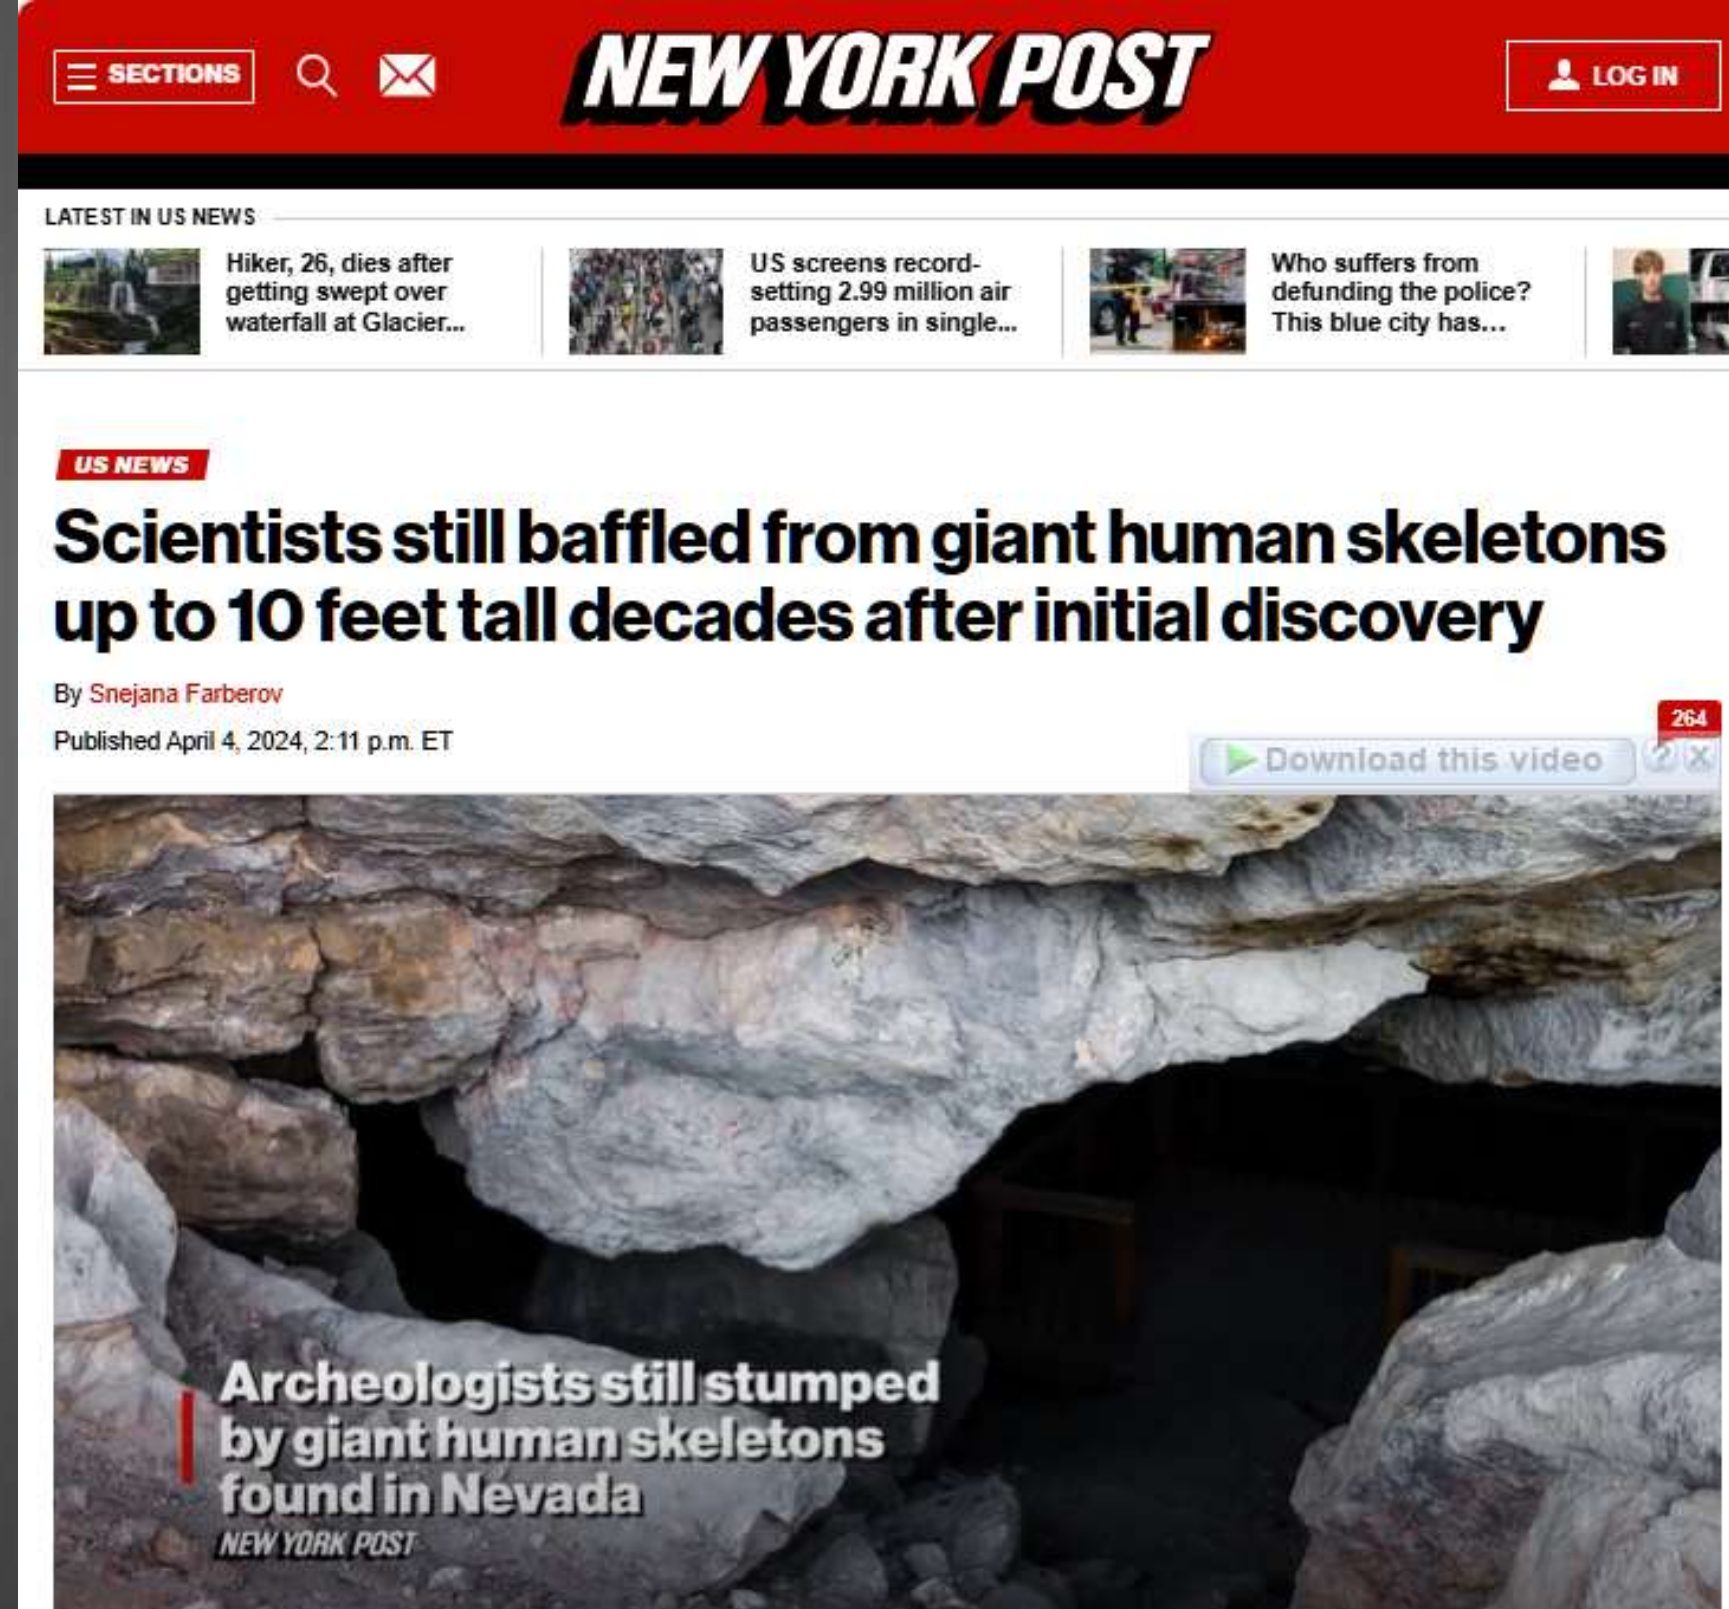 SECTIONS
NEW YORK POST
LOG IN
LATEST IN US NEWS
Hiker, 26, dies after
getting swept over
waterfall at Glacier...
US screens record-
setting 2.99 million air
passengers in single...
Who suffers from
defunding the police?
This blue city has...
US NEWS
Scientists still baffled from giant human skeletons
up to 10 feet tall decades after initial discovery
By Snejana Farberov
Published April 4, 2024, 2:11 p.m. ET
264
Download this video
?
X
Archeologists still stumped
by giant human skeletons
found in Nevada
NEW YORK POST